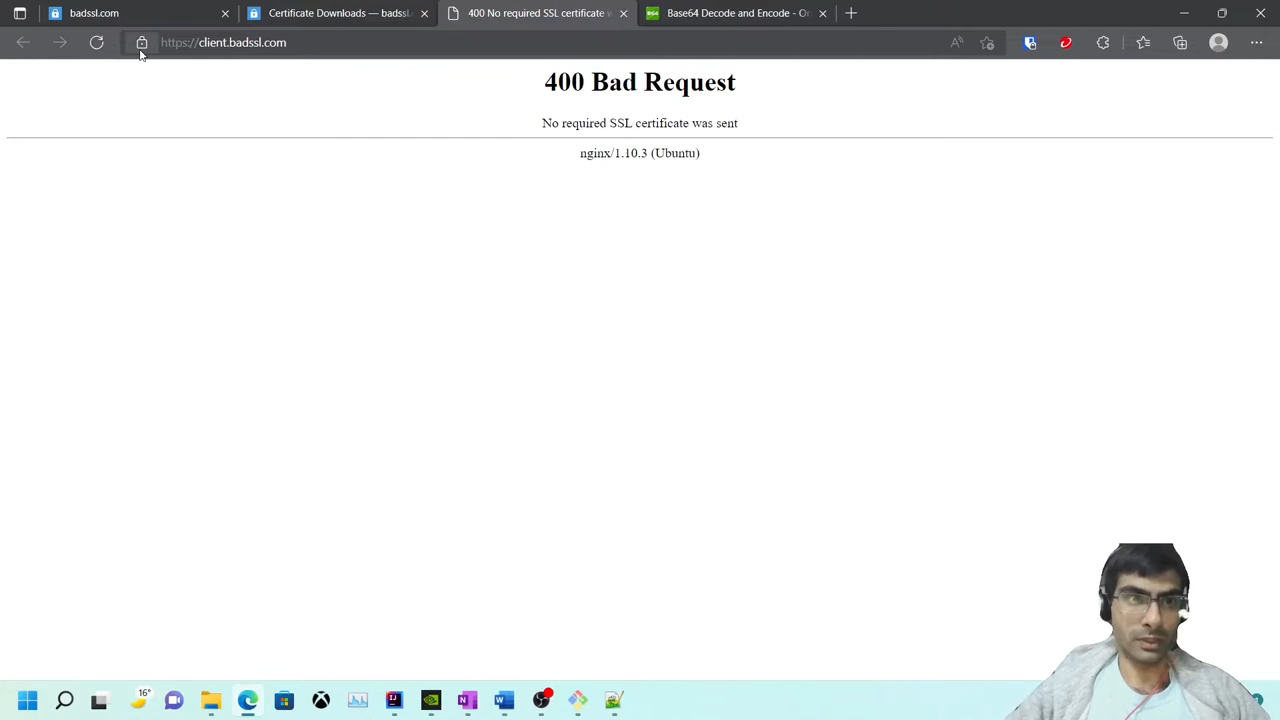 badssl.com
Certificate Downloads — badssl.
400 No required SSL certificate w
Base64 Decode and Encode - On
https://client.badssl.com
400 Bad Request
No required SSL certificate was sent
nginx/1.10.3 (Ubuntu)
16°